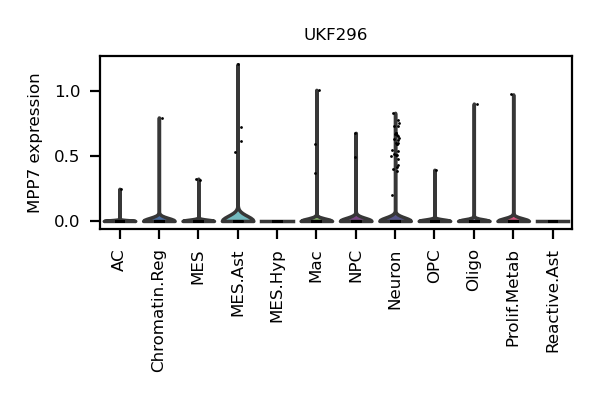 UKF296
MPP7 expression
1.0
0.5
0.0
AC
Chromatin.Reg
MES
MES.Ast
MES.Hyp
Mac
NPC
Neuron
OPC
Oligo
Prolif.Metab
Reactive.Ast